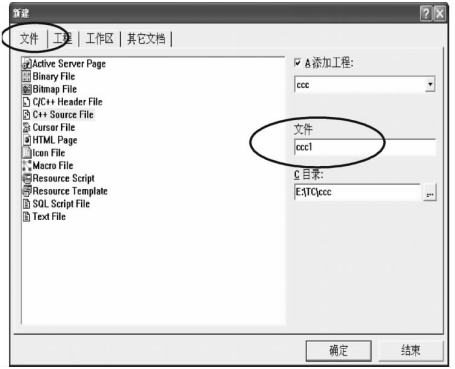 新建
文件 工程 工作区 其它文档
Active Server Page
Binary File
Bitmap File
C/C++ Header File
C++ Source File
Cursor File
HTML Page
Icon File
Macro File
Resource Script
Resource Template
SQL Script File
Text File
A添加工程:
ccc
文件
ccc1
C目录:
E:\TC\ccc
...
确定
结束